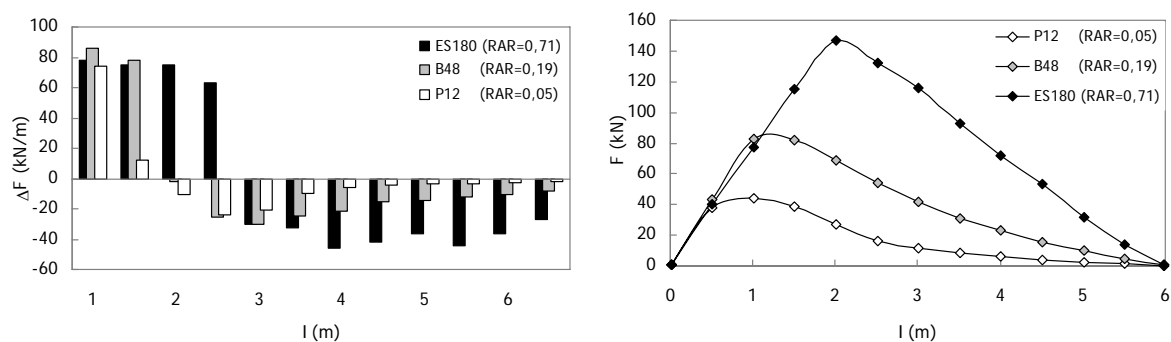 100
80
60
40
20
0
-20
-40
-60
ΔF (kN/m)
ES180 (RAR=0,71)
B48 (RAR=0,19)
P12 (RAR=0,05)
1 2 3 4 5 6
l (m)
160
140
120
100
80
60
40
20
0
F (kN)
P12 (RAR=0,05)
B48 (RAR=0,19)
ES180 (RAR=0,71)
0 1 2 3 4 5 6
l (m)